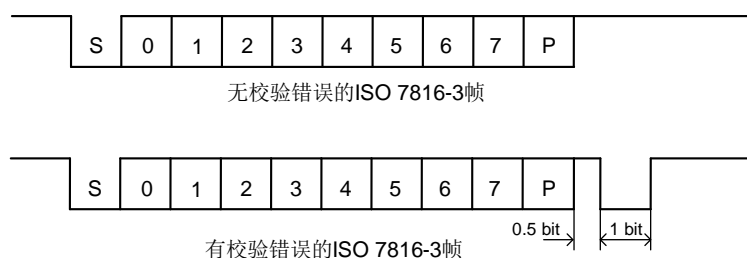 S 0 1 2 3 4 5 6 7 P
无校验错误的ISO 7816-3帧
S 0 1 2 3 4 5 6 7 P
0.5 bit 1 bit
有校验错误的ISO 7816-3帧